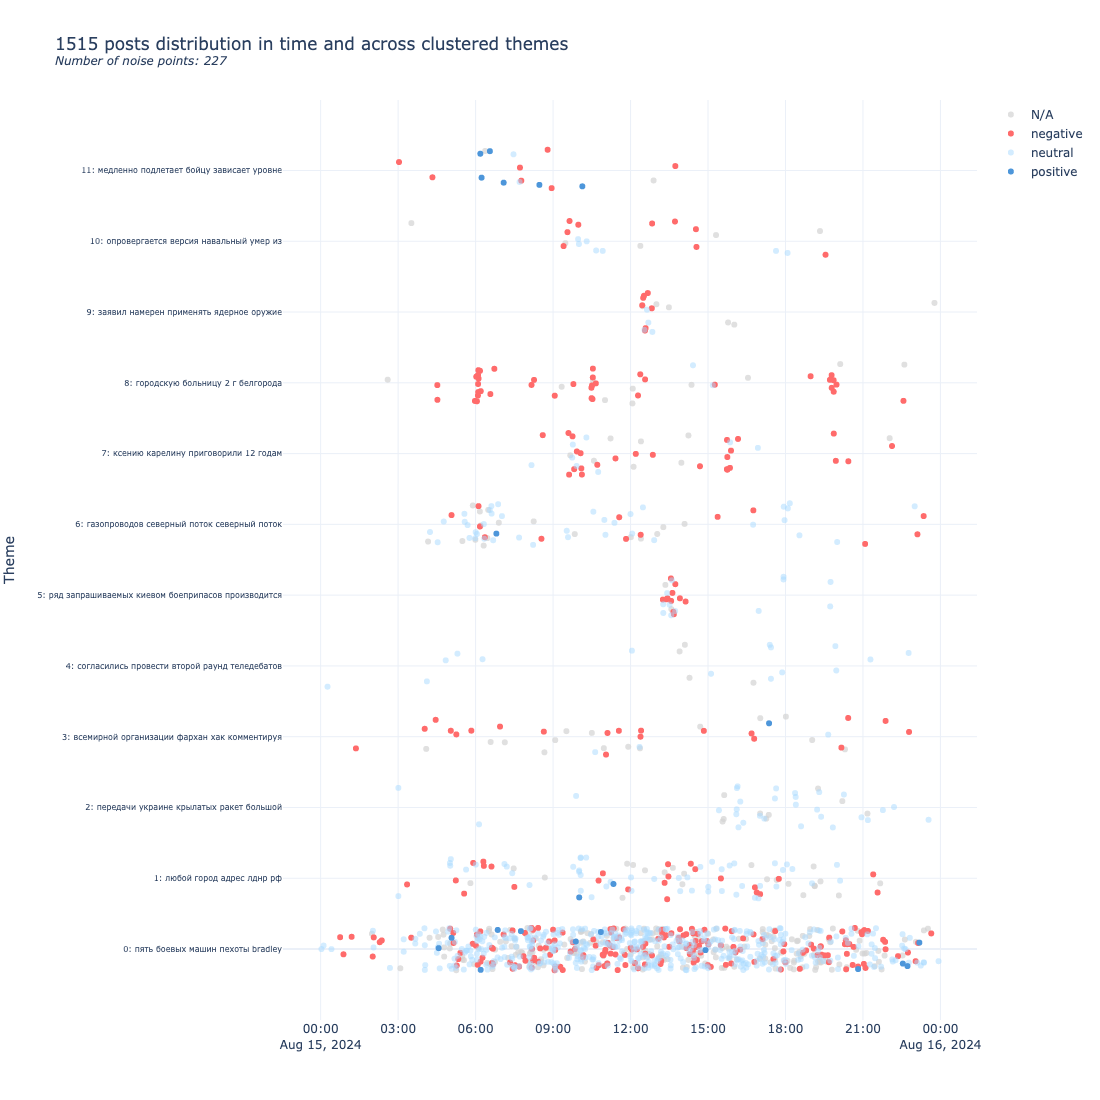 1515 posts distribution in time and across clustered themes
Number of noise points: 227
N/A
negative
neutral
positive
Theme
11: медленно подлетает бойцу зависает уровне
10: опровергается версия навальный умер из
9: заявил намерен применять ядерное оружие
8: городскую больницу 2 г белгорода
7: ксению карелину приговорили 12 годам
6: газопроводов северный поток северный поток
5: ряд запрашиваемых киевом боеприпасов производится
4: согласились провести второй раунд теледебатов
3: всемирной организации фархан хак комментируя
2: передачи украине крылатых ракет большой
1: любой город адрес лднр рф
0: пять боевых машин пехоты bradley
00:00 03:00 06:00 09:00 12:00 15:00 18:00 21:00 00:00
Aug 15, 2024 Aug 16, 2024